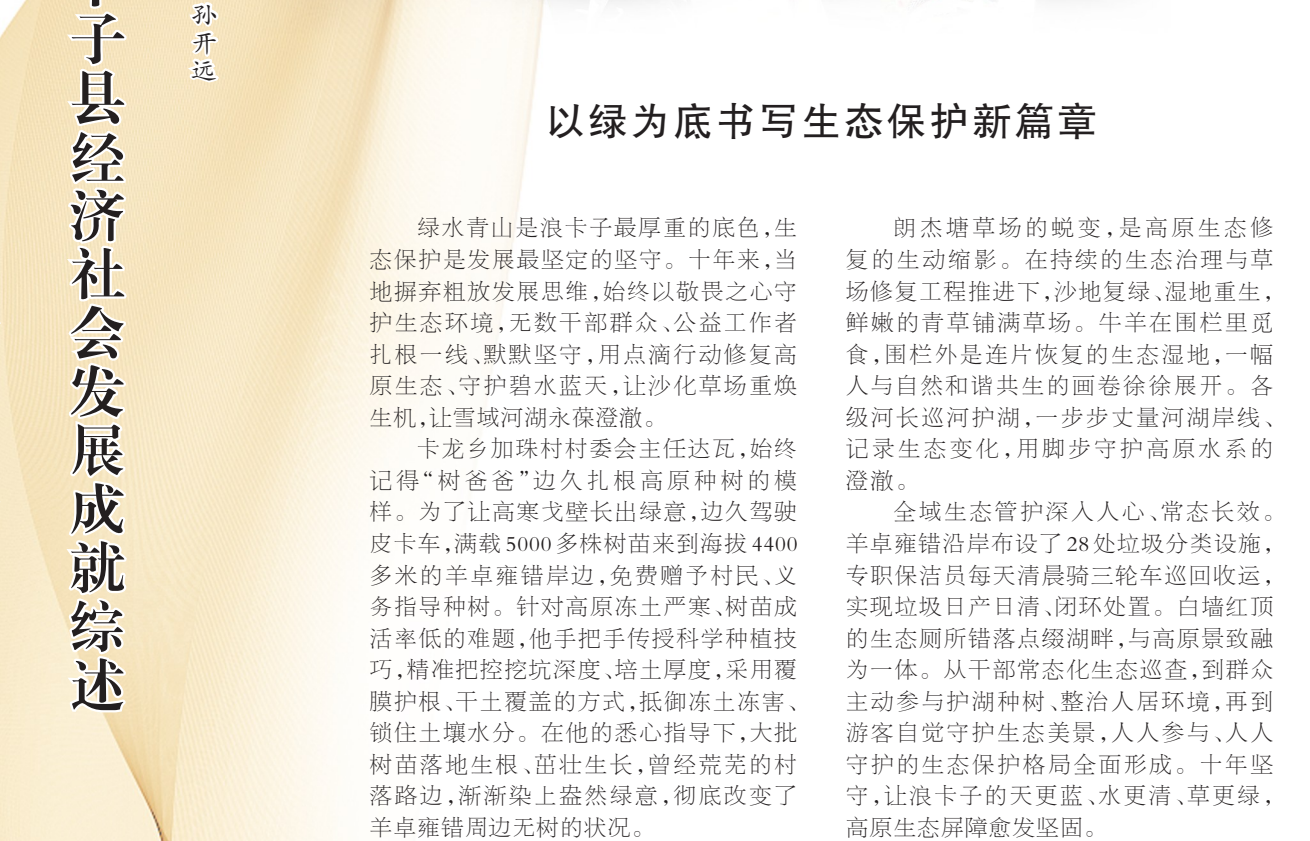 子县经济社会发展成就综述
孙开远
以绿为底书写生态保护新篇章
绿水青山是浪卡子最厚重的底色，生
态保护是发展最坚定的坚守。十年来，当
地摒弃粗放发展思维，始终以敬畏之心守
护生态环境，无数干部群众、公益工作者
扎根一线、默默坚守，用点滴行动修复高
原生态、守护碧水蓝天，让沙化草场重焕
生机，让雪域河湖永葆澄澈。
卡龙乡加珠村村委会主任达瓦，始终
记得“树爸爸”边久扎根高原种树的模
样。为了让高寒戈壁长出绿意，边久驾驶
皮卡车，满载5000多株树苗来到海拔4400
多米的羊卓雍错岸边，免费赠予村民、义
务指导种树。针对高原冻土严寒、树苗成
活率低的难题，他手把手传授科学种植技
巧，精准把控挖坑深度、培土厚度，采用覆
膜护根、干土覆盖的方式，抵御冻土冻害、
锁住土壤水分。在他的悉心指导下，大批
树苗落地生根、茁壮生长，曾经荒芜的村
落路边，渐渐染上盎然绿意，彻底改变了
羊卓雍错周边无树的状况。
朗杰塘草场的蜕变，是高原生态修
复的生动缩影。在持续的生态治理与草
场修复工程推进下，沙地复绿、湿地重生，
鲜嫩的青草铺满草场。牛羊在围栏里觅
食，围栏外是连片恢复的生态湿地，一幅
人与自然和谐共生的画卷徐徐展开。各
级河长巡河护湖，一步步丈量河湖岸线、
记录生态变化，用脚步守护高原水系的
澄澈。
全域生态管护深入人心、常态长效。
羊卓雍错沿岸布设了28处垃圾分类设施，
专职保洁员每天清晨骑三轮车巡回收运，
实现垃圾日产日清、闭环处置。白墙红顶
的生态厕所错落点缀湖畔，与高原景致融
为一体。从干部常态化生态巡查，到群众
主动参与护湖种树、整治人居环境，再到
游客自觉守护生态美景，人人参与、人人
守护的生态保护格局全面形成。十年坚
守，让浪卡子的天更蓝、水更清、草更绿，
高原生态屏障愈发坚固。